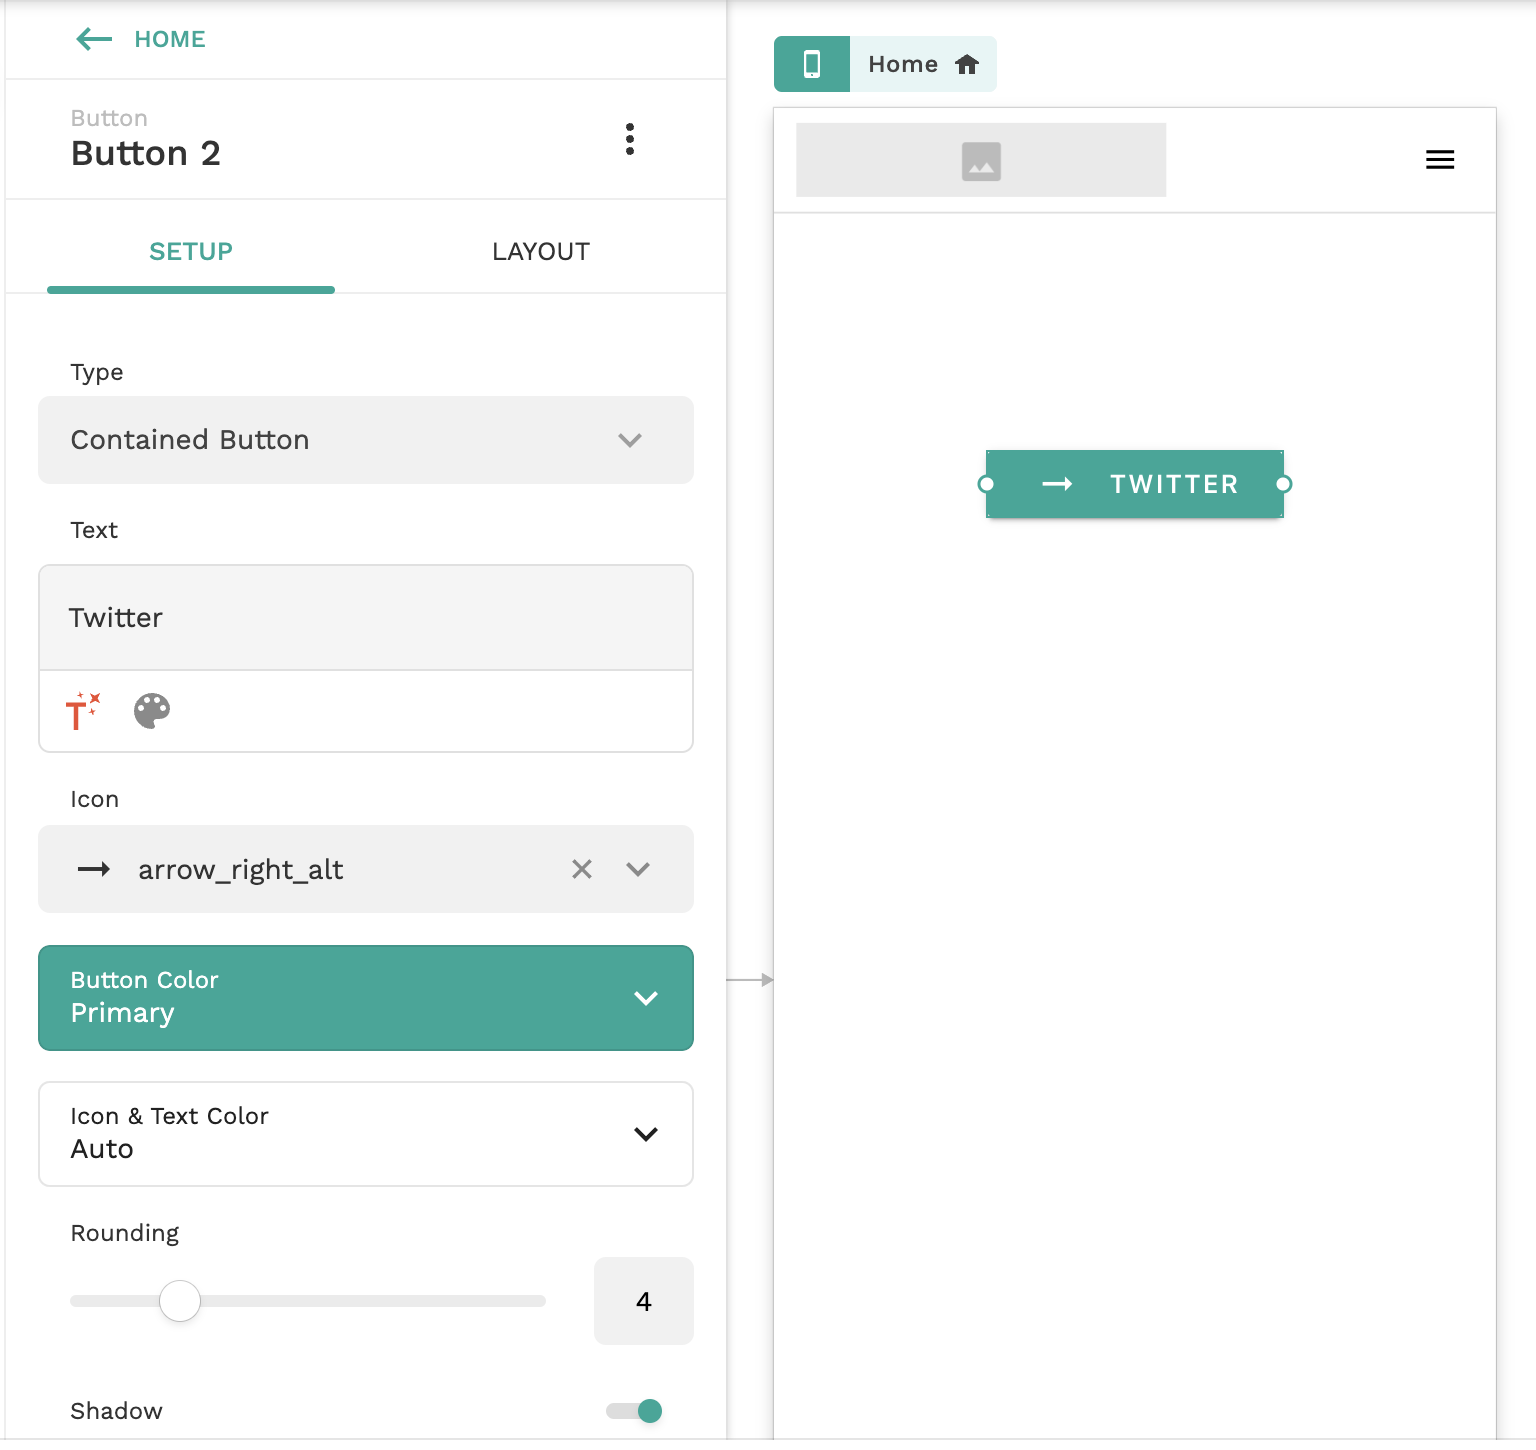 HOME
Button
Button 2
SETUP
LAYOUT
Type
Contained Button
Text
Twitter
T
Icon
arrow_right_alt
Button Color
Primary
Icon & Text Color
Auto
Rounding
4
Shadow
Home
TWITTER